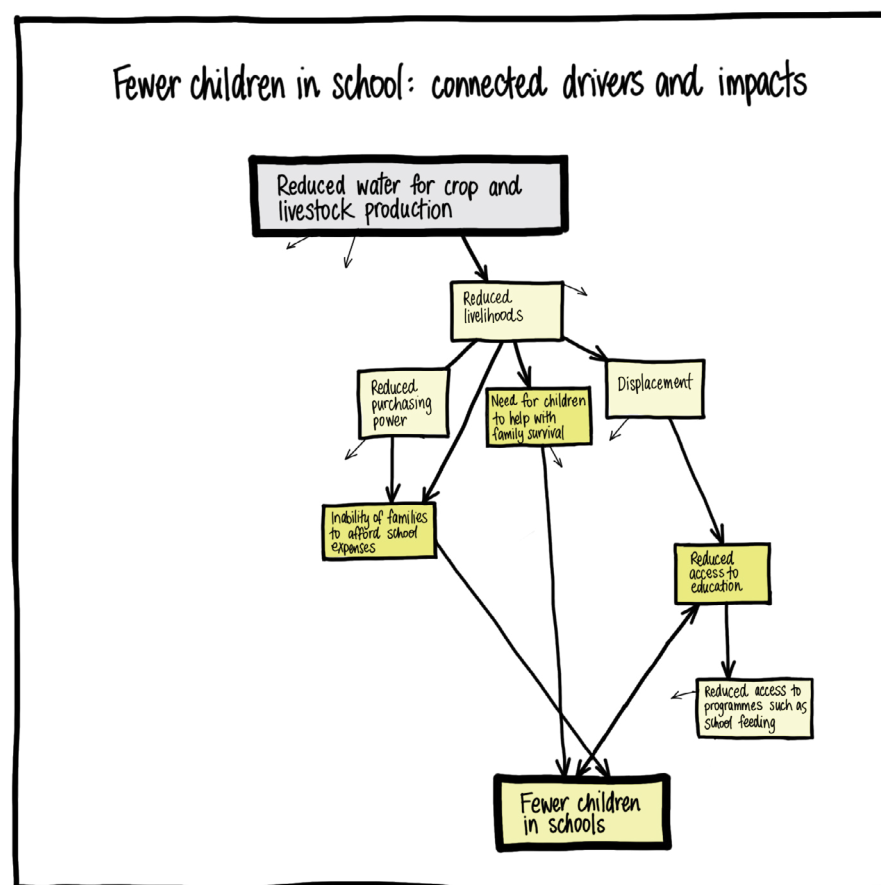 Fewer children in school: connected drivers and impacts
Reduced water for crop and
livestock production
Reduced
livelihoods
Reduced
purchasing
power
Need for children
to help with
family survival
Displacement
Inability of families
to afford school
expenses
Reduced
access to
education
Reduced access to
programmes such as
school feeding
Fewer children
in schools